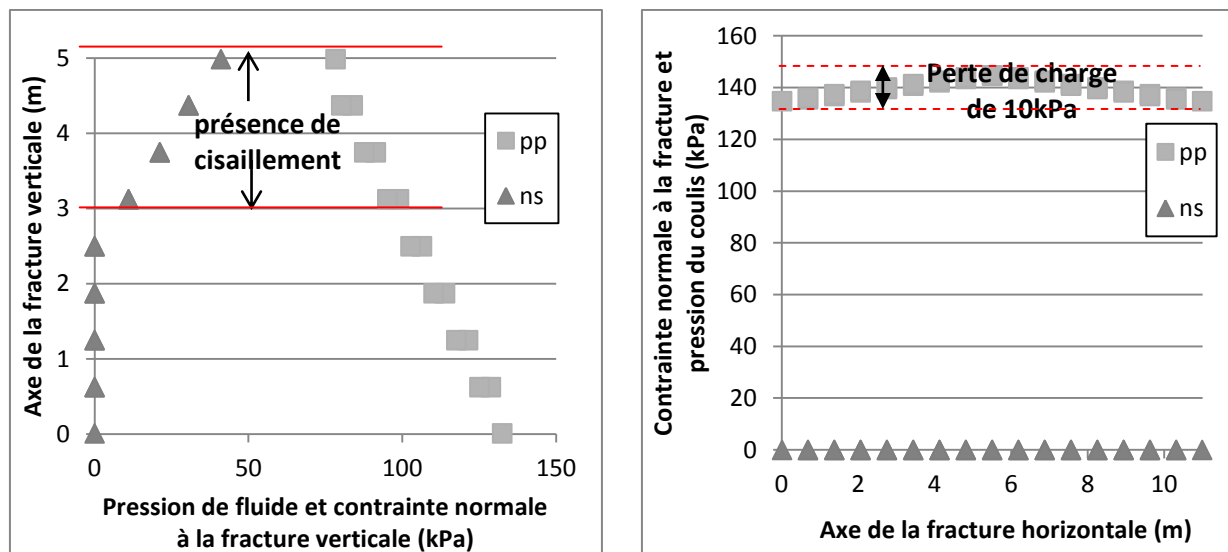 5
4
3
2
1
0
0
50
100
150
Axe de la fracture verticale (m)
présence de
cisaillement
pp
ns
Pression de fluide et contrainte normale
à la fracture verticale (kPa)
160
140
120
100
80
60
40
20
0
0
2
4
6
8
10
Contrainte normale à la fracture et
pression du coulis (kPa)
Perte de charge
de 10kPa
pp
ns
Axe de la fracture horizontale (m)